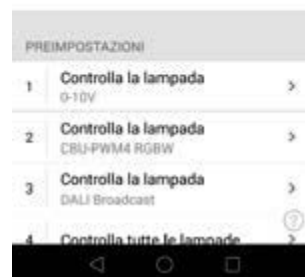 PREIMPOSTAZIONI
1 Controlla la lampada
0-10V
2 Controlla la lampada
CBU-PWM4 RGBW
3 Controlla la lampada
DALI Broadcast
?
4 Controlla tutte le lampade